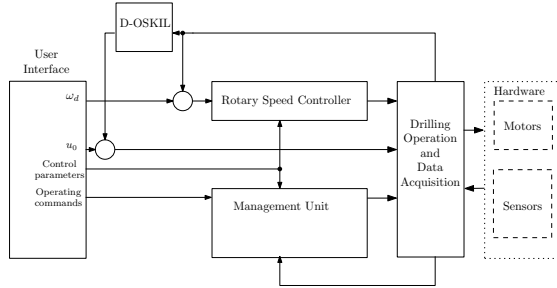 D-OSKIL
User
Interface
ω_d
u_0
Control
parameters
Operating
commands
Rotary Speed Controller
Management Unit
Drilling
Operation
and
Data
Acquisition
Hardware
Motors
Sensors